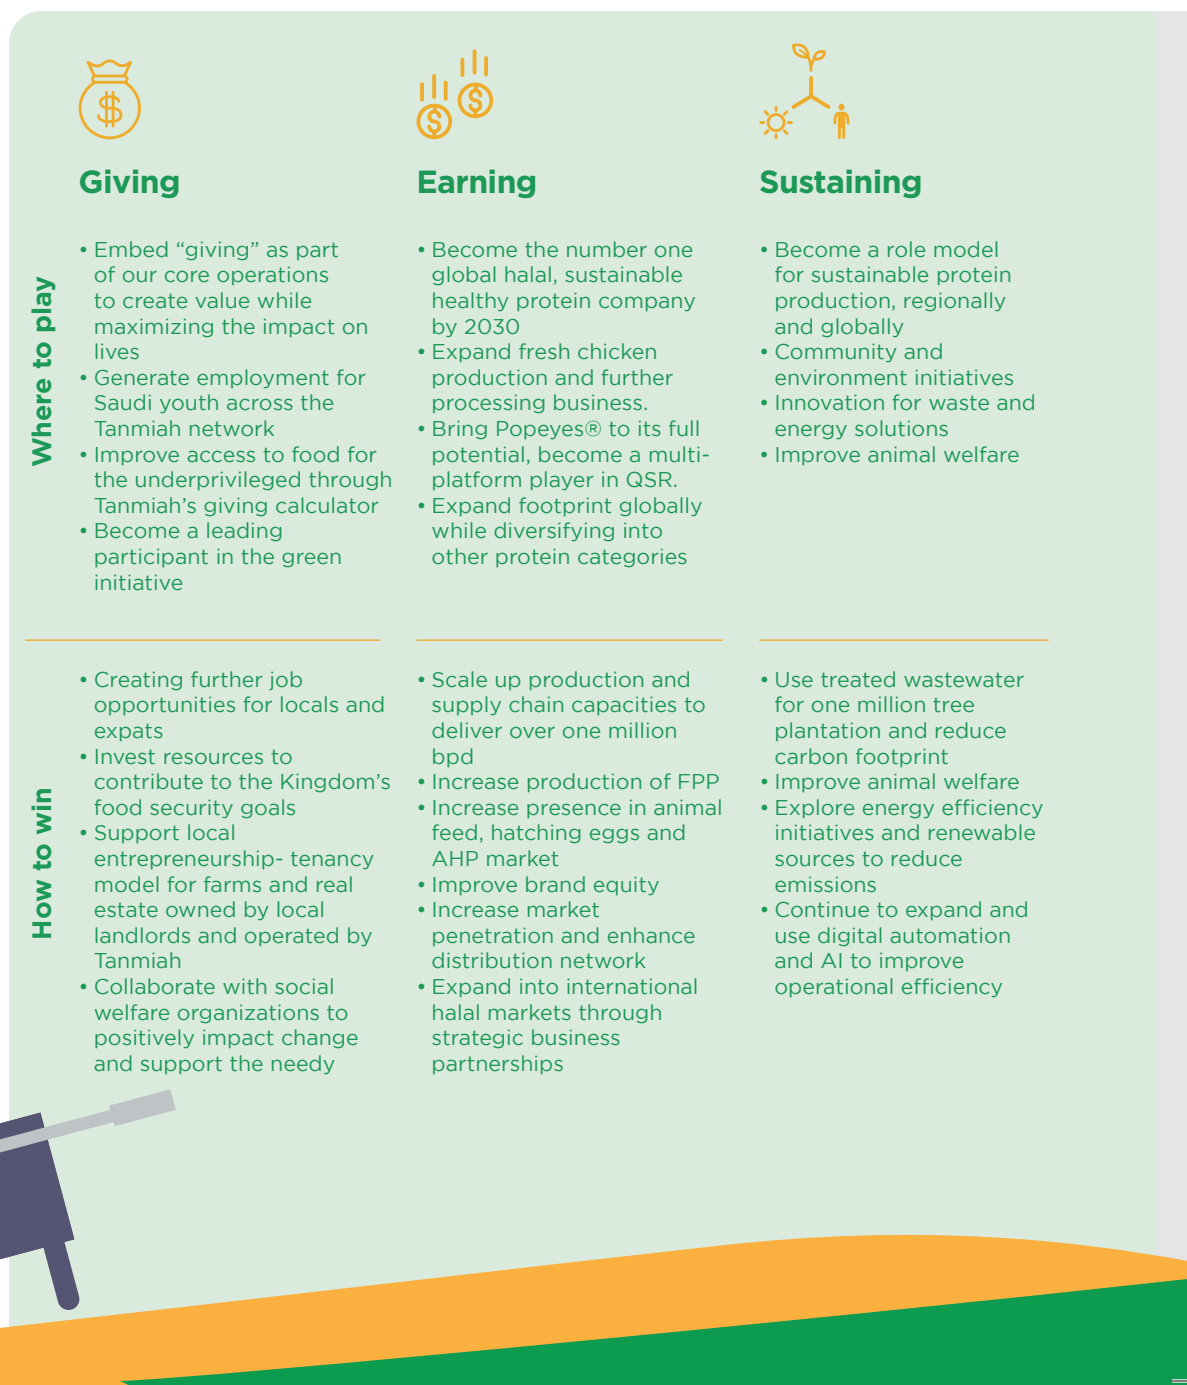 Giving
Earning
Sustaining
Where to play
• Embed “giving” as part
of our core operations
to create value while
maximizing the impact on
lives
• Generate employment for
Saudi youth across the
Tanmiah network
• Improve access to food for
the underprivileged through
Tanmiah’s giving calculator
• Become a leading
participant in the green
initiative
• Become the number one
global halal, sustainable
healthy protein company
by 2030
• Expand fresh chicken
production and further
processing business.
• Bring Popeyes® to its full
potential, become a multi-
platform player in QSR.
• Expand footprint globally
while diversifying into
other protein categories
• Become a role model
for sustainable protein
production, regionally
and globally
• Community and
environment initiatives
• Innovation for waste and
energy solutions
• Improve animal welfare
How to win
• Creating further job
opportunities for locals and
expats
• Invest resources to
contribute to the Kingdom’s
food security goals
• Support local
entrepreneurship- tenancy
model for farms and real
estate owned by local
landlords and operated by
Tanmiah
• Collaborate with social
welfare organizations to
positively impact change
and support the needy
• Scale up production and
supply chain capacities to
deliver over one million
bpd
• Increase production of FPP
• Increase presence in animal
feed, hatching eggs and
AHP market
• Improve brand equity
• Increase market
penetration and enhance
distribution network
• Expand into international
halal markets through
strategic business
partnerships
• Use treated wastewater
for one million tree
plantation and reduce
carbon footprint
• Improve animal welfare
• Explore energy efficiency
initiatives and renewable
sources to reduce
emissions
• Continue to expand and
use digital automation
and AI to improve
operational efficiency